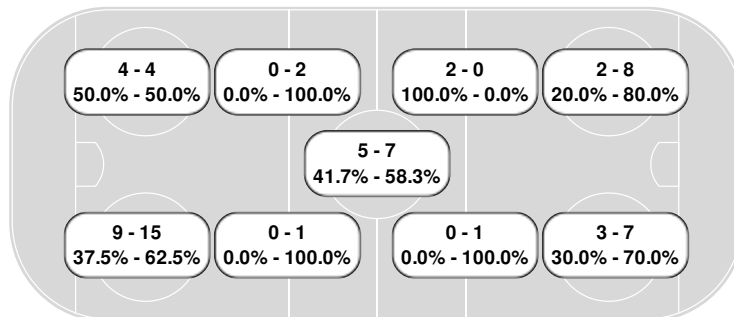 4 - 4
50.0% - 50.0%
0 - 2
0.0% - 100.0%
2 - 0
100.0% - 0.0%
2 - 8
20.0% - 80.0%
5 - 7
41.7% - 58.3%
9 - 15
37.5% - 62.5%
0 - 1
0.0% - 100.0%
0 - 1
0.0% - 100.0%
3 - 7
30.0% - 70.0%